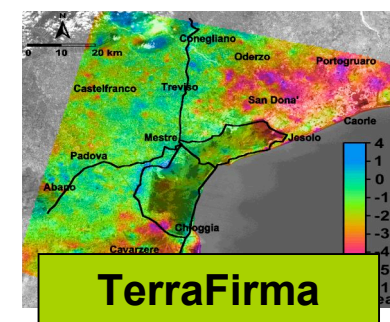 N
0 10 20 km
Conegliano
Oderzo
Portogruaro
Castelfranco
Treviso
San Dona'
Caorle
Mestre
Jesolo
Padova
Abano
Chioggia
Cavarzere
4
1
0
-1
-2
-3
-4
TerraFirma